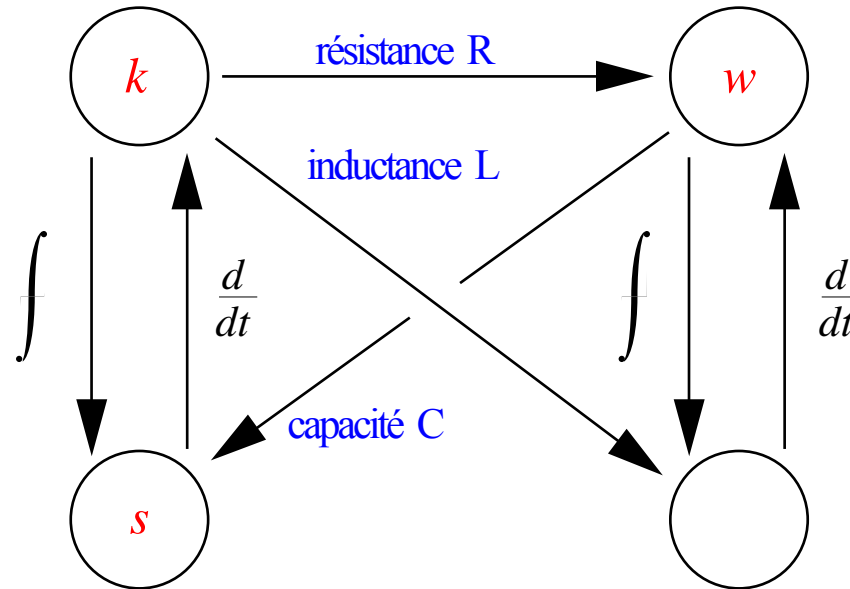 k
résistance R
w
inductance L
∫
d
dt
∫
d
dt
capacité C
s